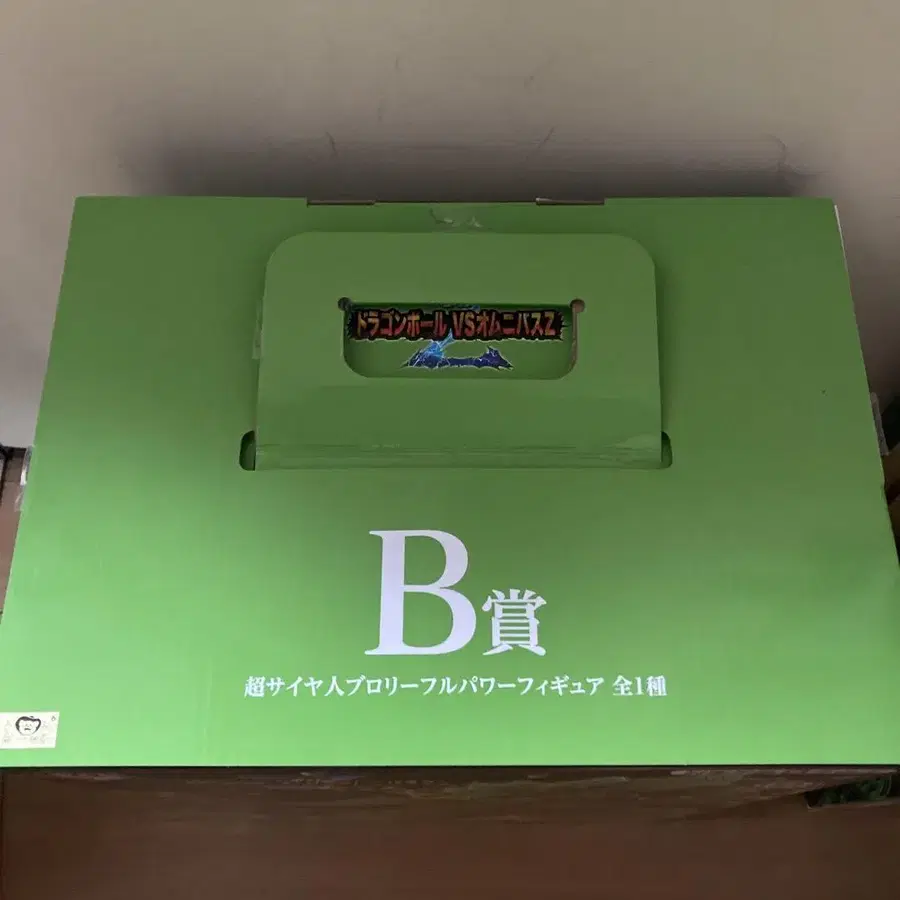 ドラゴンボール VSオムニバスZ
B賞
超サイヤ人ブロリーフルパワーフィギュア 全1種